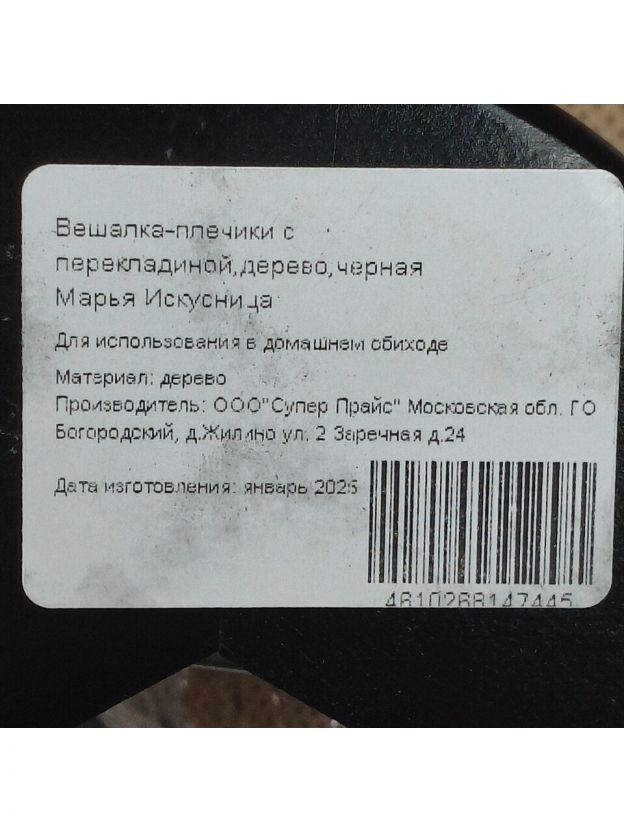 Вешалка-плечики с
перекладиной,дерево,черная
Марья Искусница
Для использования в домашнем обиходе
Материал: дерево
Производитель: ООО"Супер Прайс" Московская обл. ГО
Богородский, д.Жилино ул. 2 Заречная д.24
Дата изготовления: январь 2025
4610288147445